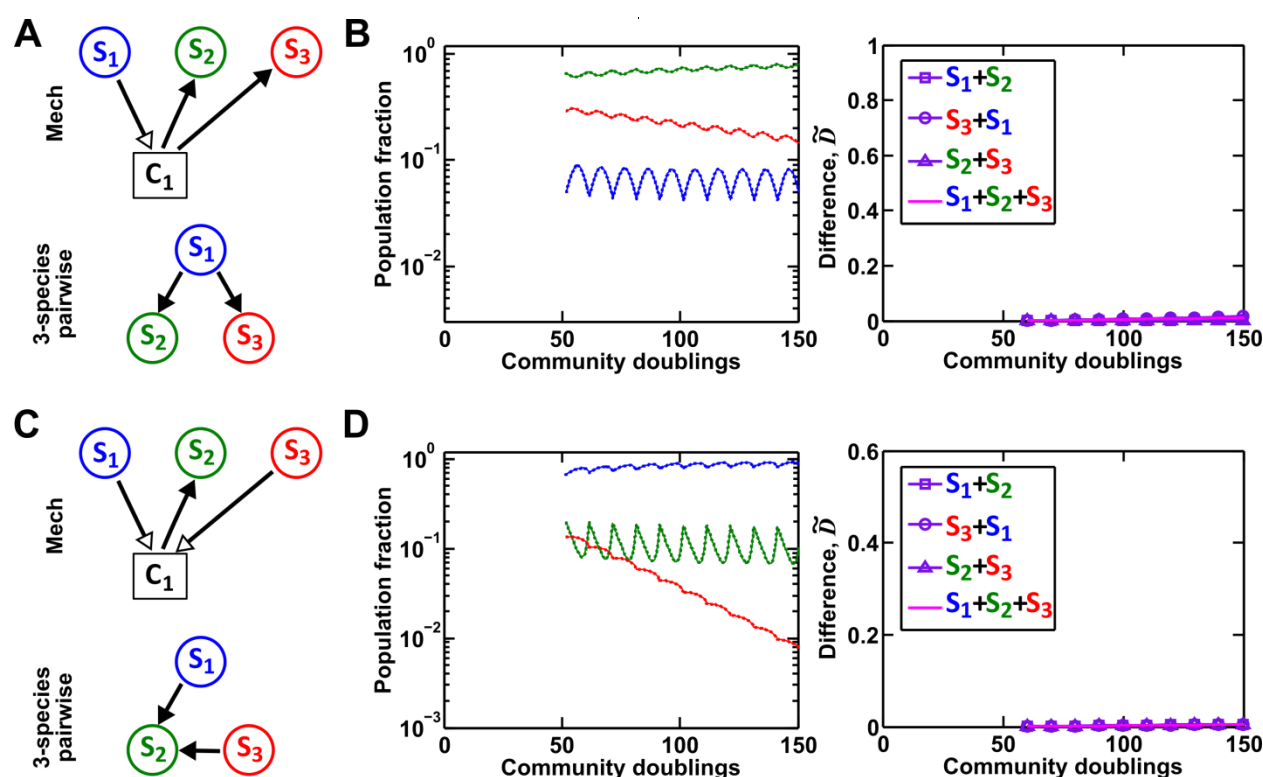 A
S1
S2
S3
Mech
C1
3-species
pairwise
S1
S2
S3
B
Population fraction
10^0
10^−1
10^−2
0
50
100
150
Community doublings
Difference, D̃
1
0.8
0.6
0.4
0.2
0
S1+S2
S3+S1
S2+S3
S1+S2+S3
0
50
100
150
Community doublings
C
S1
S2
S3
Mech
C1
3-species
pairwise
S1
S2
S3
D
Population fraction
10^0
10^−1
10^−2
10^−3
0
50
100
150
Community doublings
Difference, D̃
0.6
0.4
0.2
0
S1+S2
S3+S1
S2+S3
S1+S2+S3
0
50
100
150
Community doublings